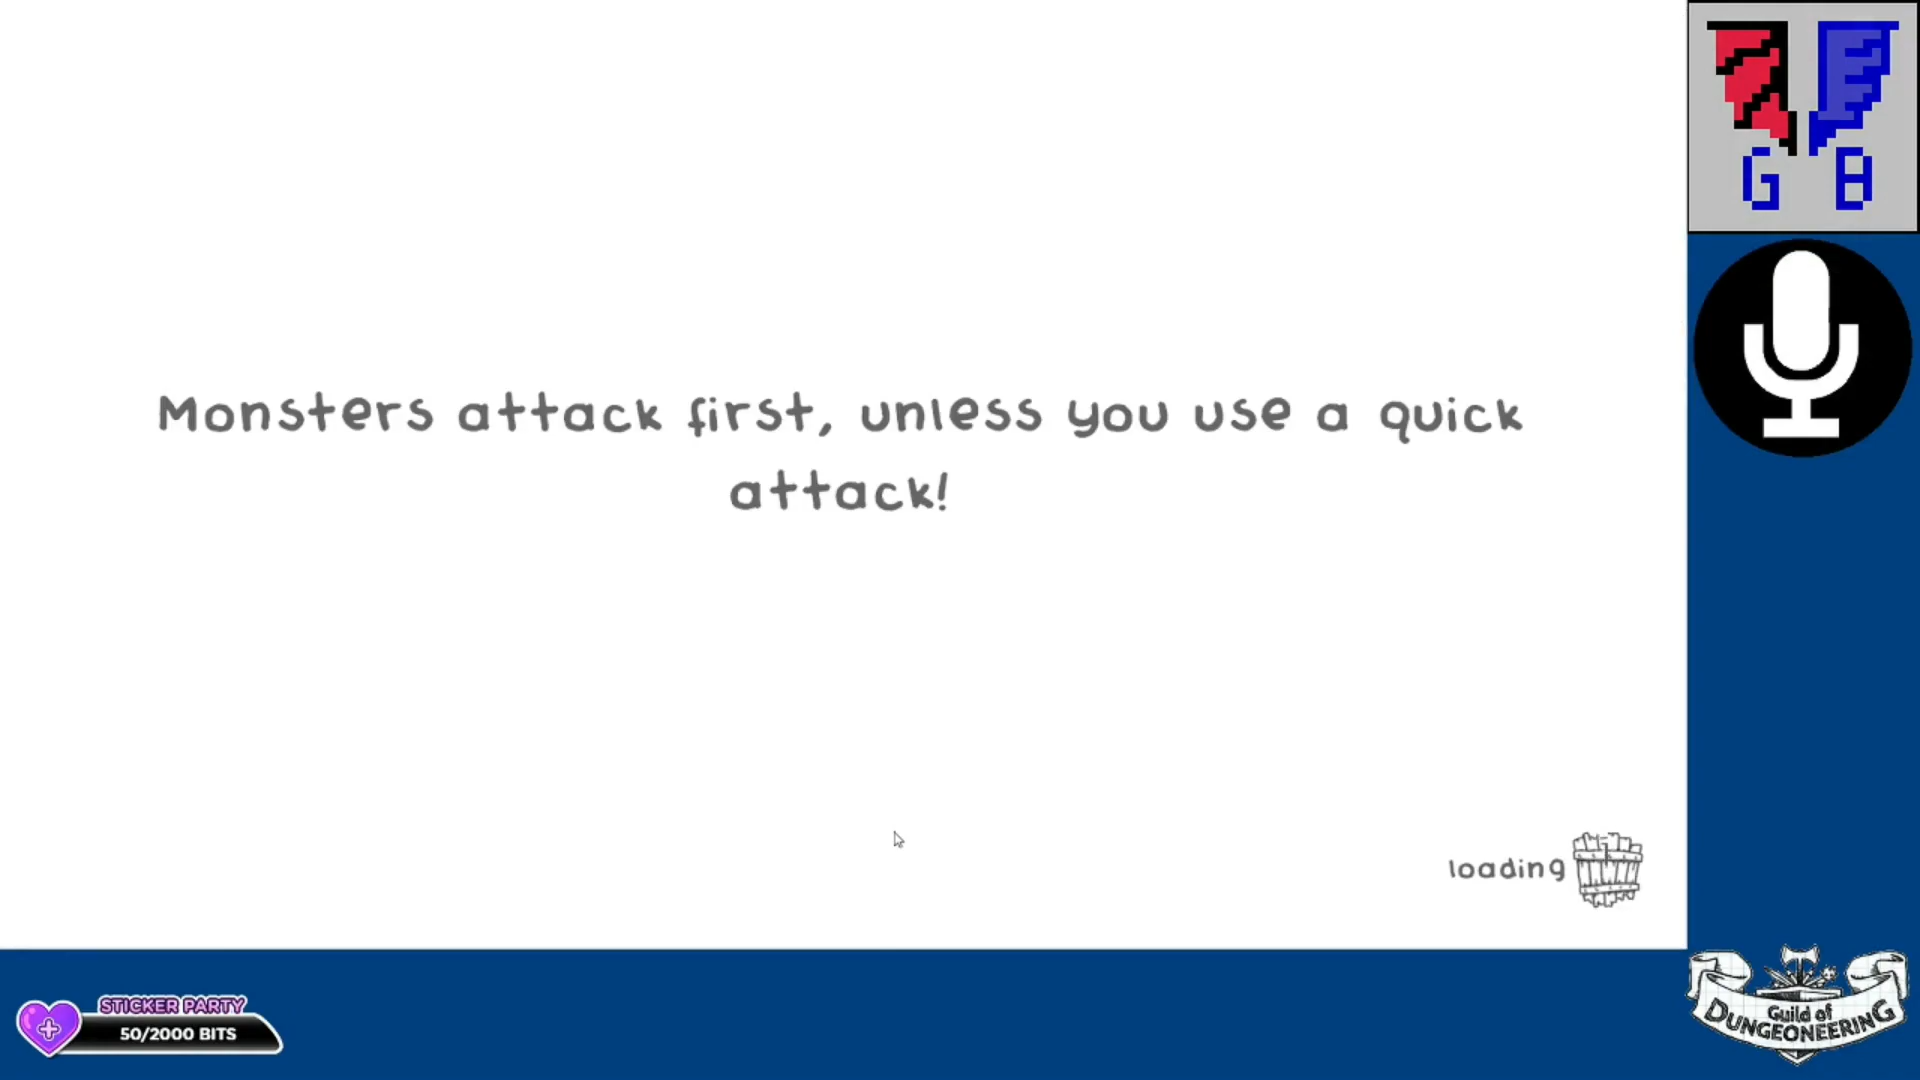 G B
Monsters attack first, unless you use a quick
attack!
loading
STICKER PARTY
50/2000 BITS
Guild of
DUNGEONEERING